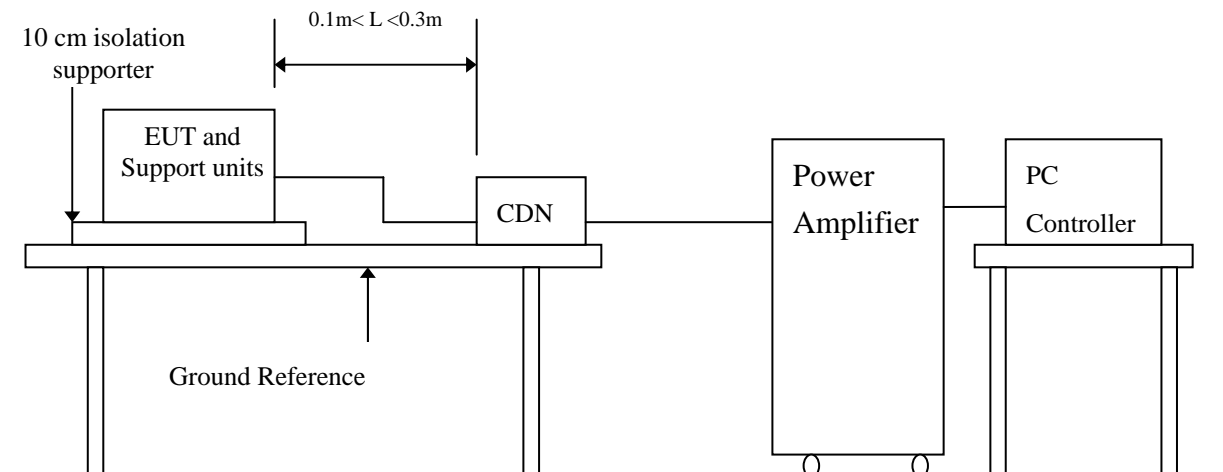 0.1m< L <0.3m
10 cm isolation
supporter
EUT and
Support units
CDN
Power
Amplifier
PC
Controller
Ground Reference